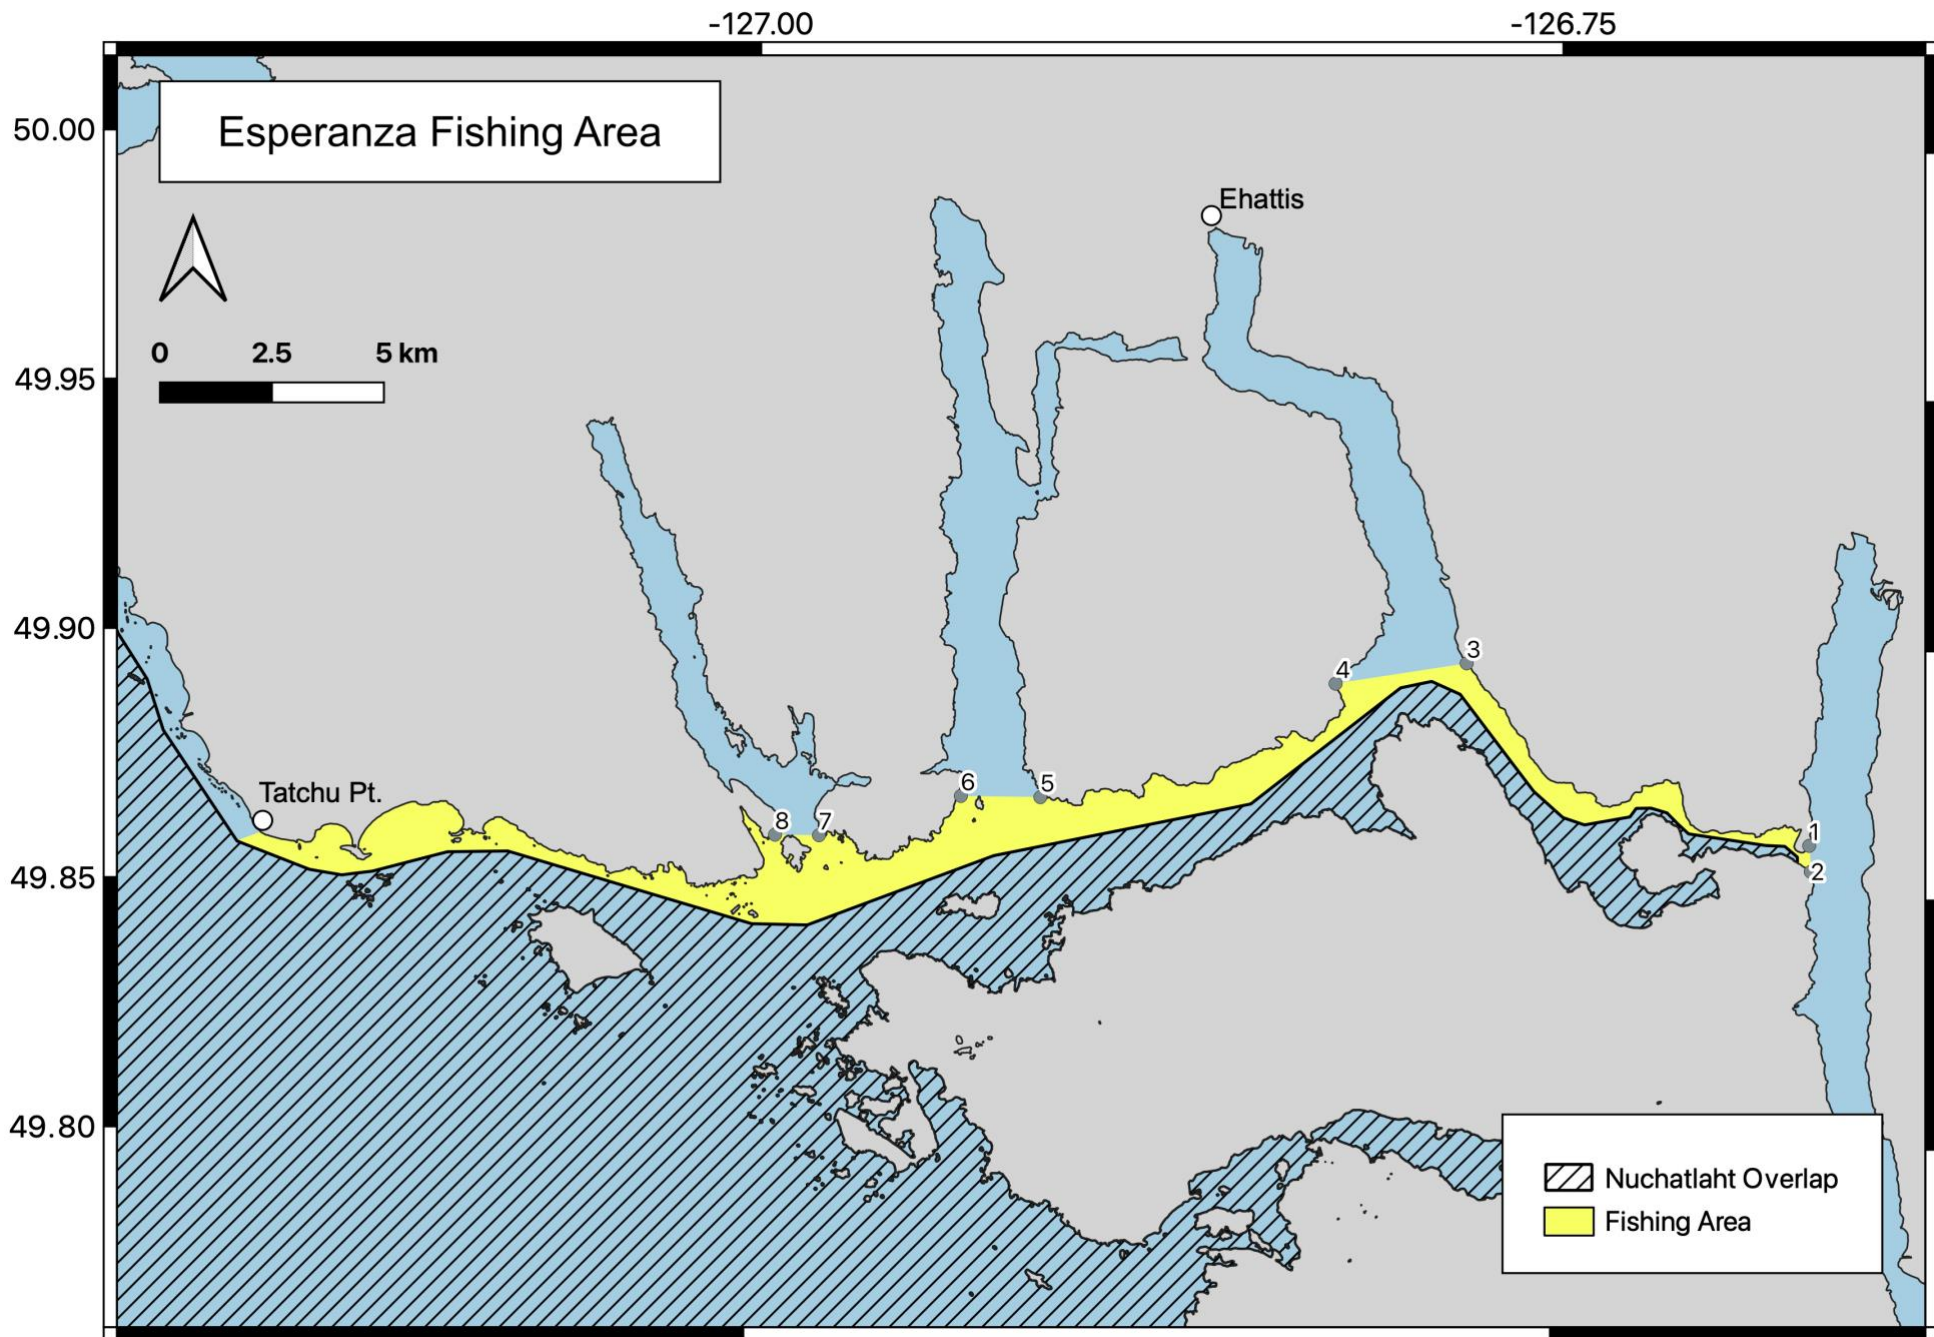 -127.00
-126.75
Esperanza Fishing Area
50.00
Ehattis
0 2.5 5 km
49.95
49.90
3
4
Tatchu Pt.
6 5
8 7
1
49.85
2
49.80
Nuchatlaht Overlap
Fishing Area